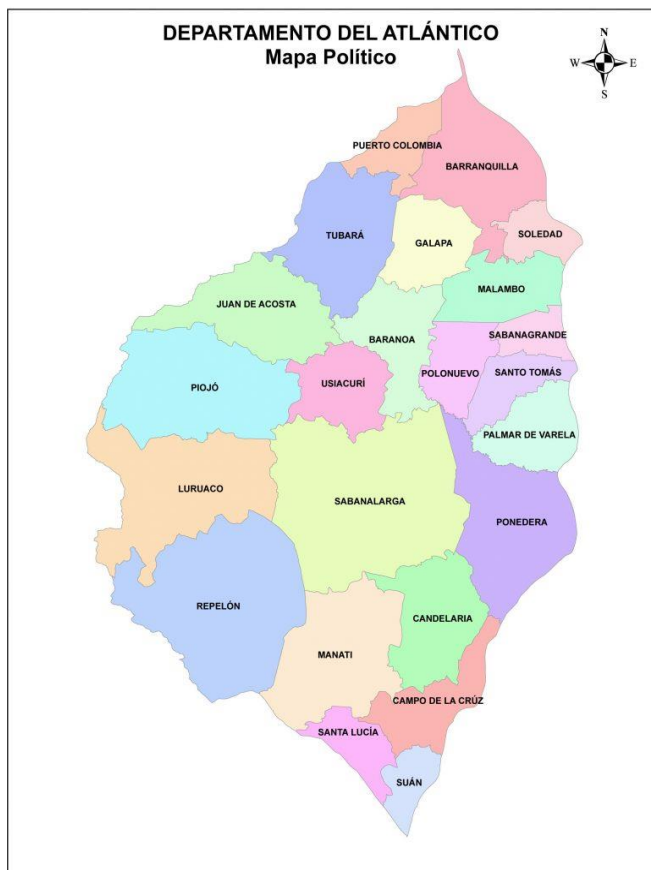 DEPARTAMENTO DEL ATLÁNTICO
Mapa Político
N
W E
S
PUERTO COLOMBIA
BARRANQUILLA
TUBARÁ
GALAPA
SOLEDAD
MALAMBO
JUAN DE ACOSTA
BARANOA
SABANAGRANDE
POLONUEVO
SANTO TOMÁS
PIOJÓ
USIACURÍ
PALMAR DE VARELA
LURUACO
SABANALARGA
PONEDERA
REPELÓN
CANDELARIA
MANATI
CAMPO DE LA CRÚZ
SANTA LUCÍA
SUÁN